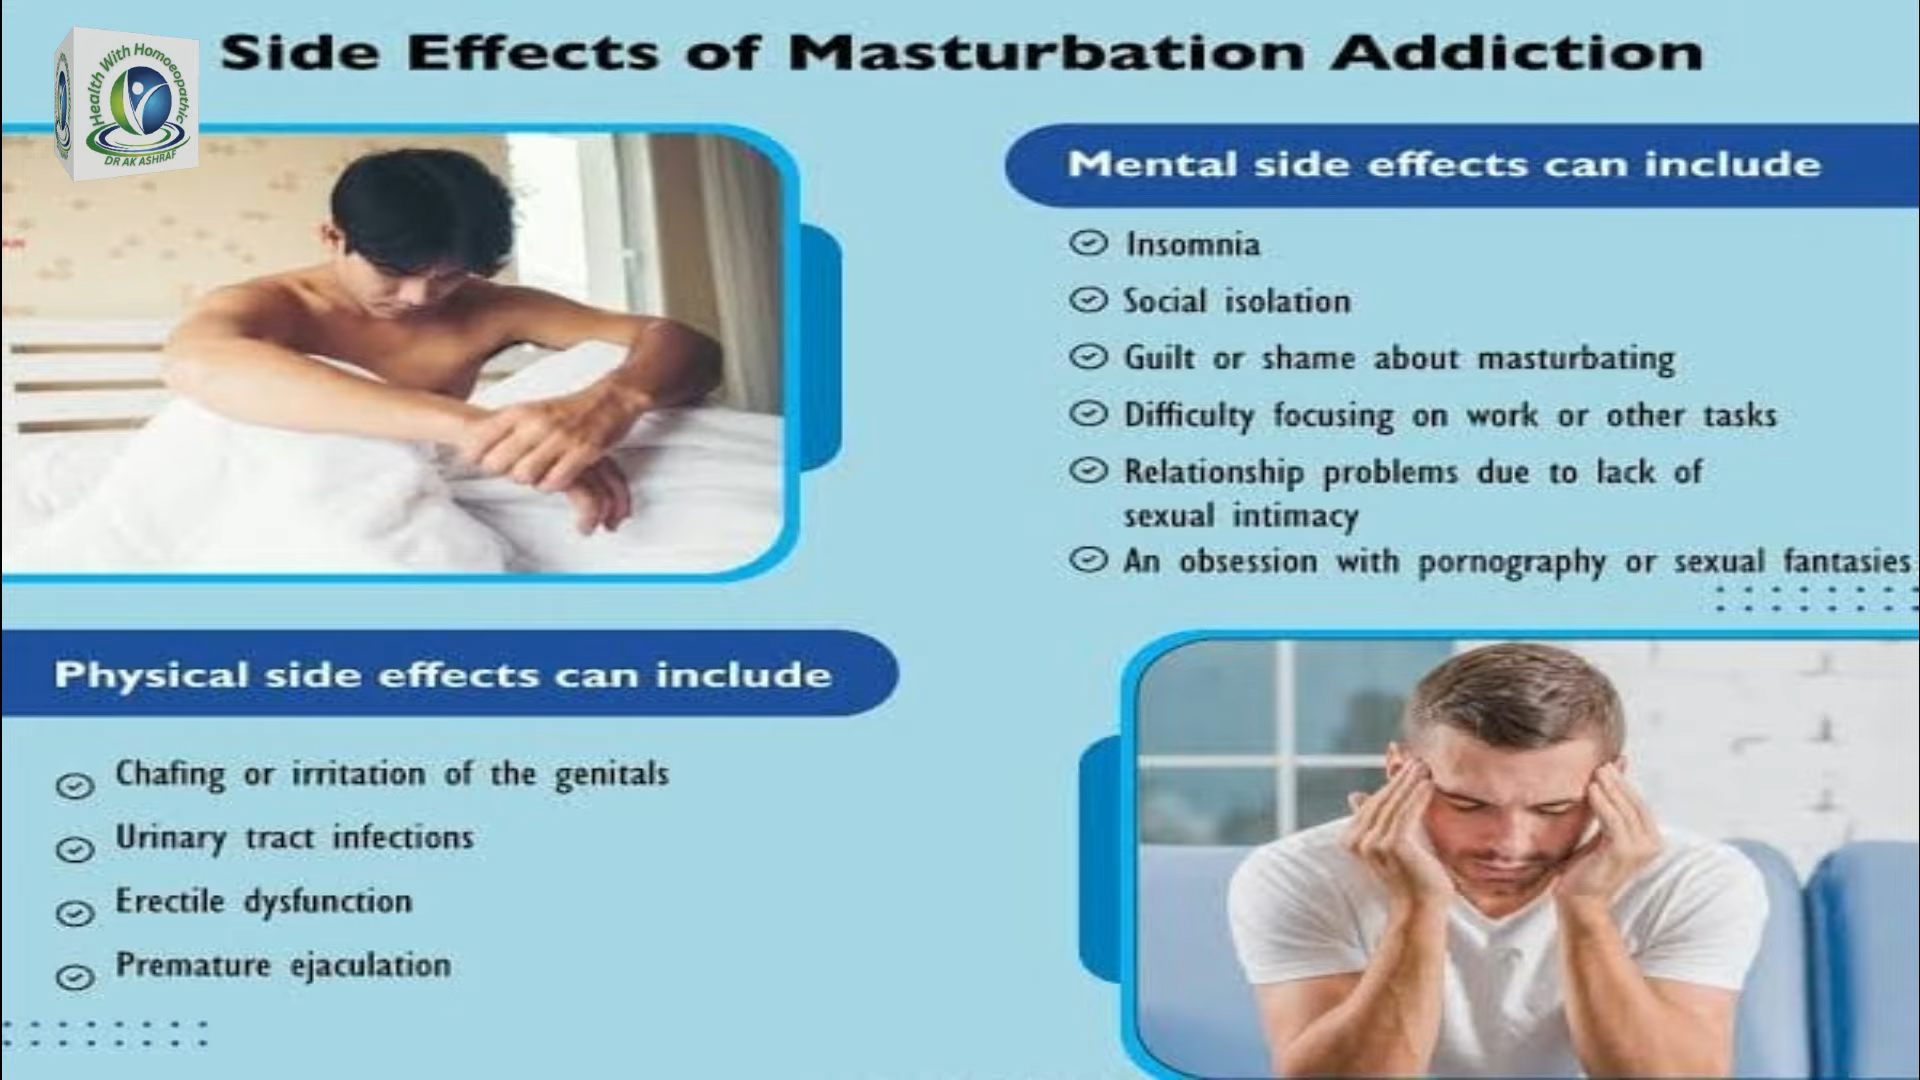 Health With Homoeopathic
DR AK ASHRAF
Side Effects of Masturbation Addiction
Mental side effects can include
Insomnia
Social isolation
Guilt or shame about masturbating
Difficulty focusing on work or other tasks
Relationship problems due to lack of
sexual intimacy
An obsession with pornography or sexual fantasies
Physical side effects can include
Chafing or irritation of the genitals
Urinary tract infections
Erectile dysfunction
Premature ejaculation